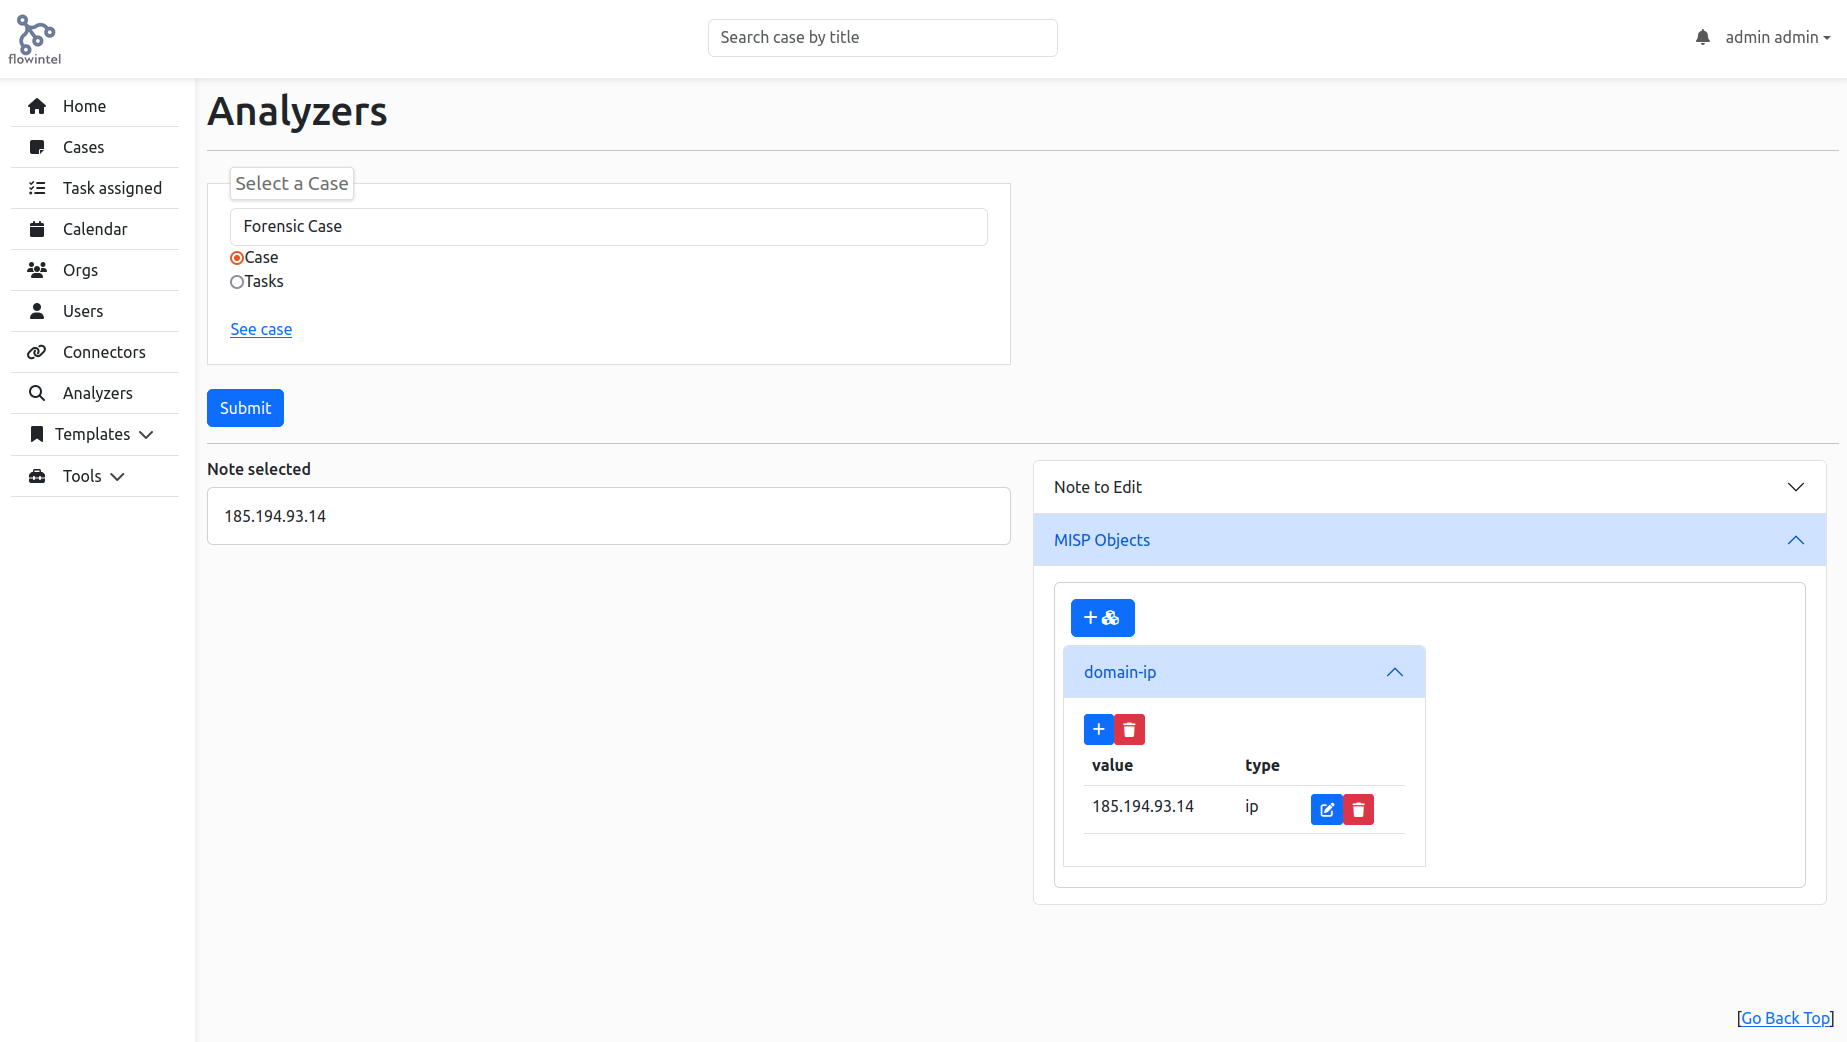 flowintel
Search case by title
admin admin
Home
Cases
Task assigned
Calendar
Orgs
Users
Connectors
Analyzers
Templates
Tools
Analyzers
Select a Case
Forensic Case
Case
Tasks
See case
Submit
Note selected
185.194.93.14
Note to Edit
MISP Objects
domain-ip
value type
185.194.93.14 ip
[Go Back Top]